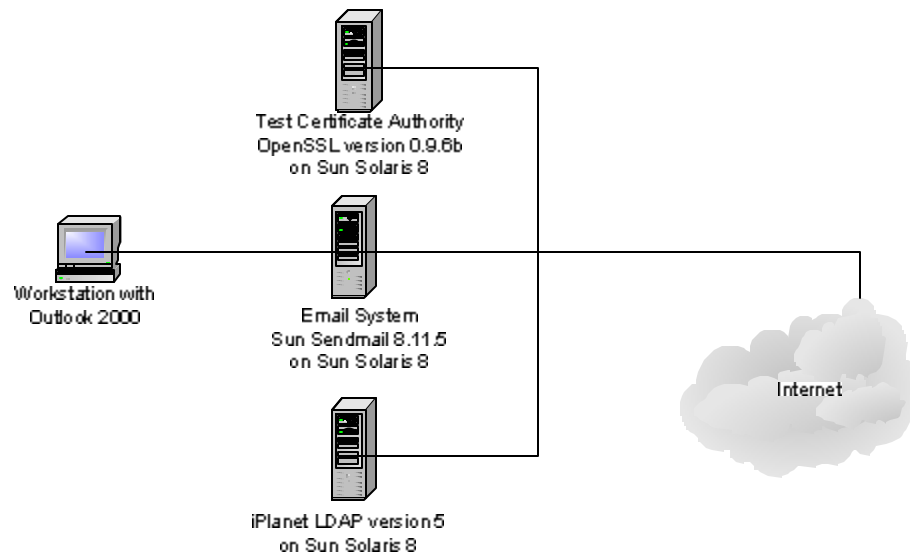 Test Certificate Authority
OpenSSL version 0.9.6b
on Sun Solaris 8
Workstation with
Outlook 2000
Email System
Sun Sendmail 8.11.5
on Sun Solaris 8
Internet
iPlanet LDAP version 5
on Sun Solaris 8